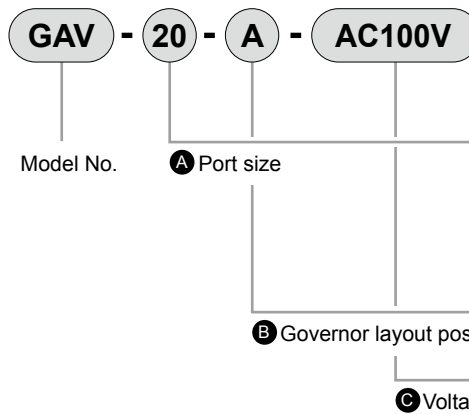 GAV - 20 - A - AC100V
Model No.
A Port size
B Governor layout pos
C Volta